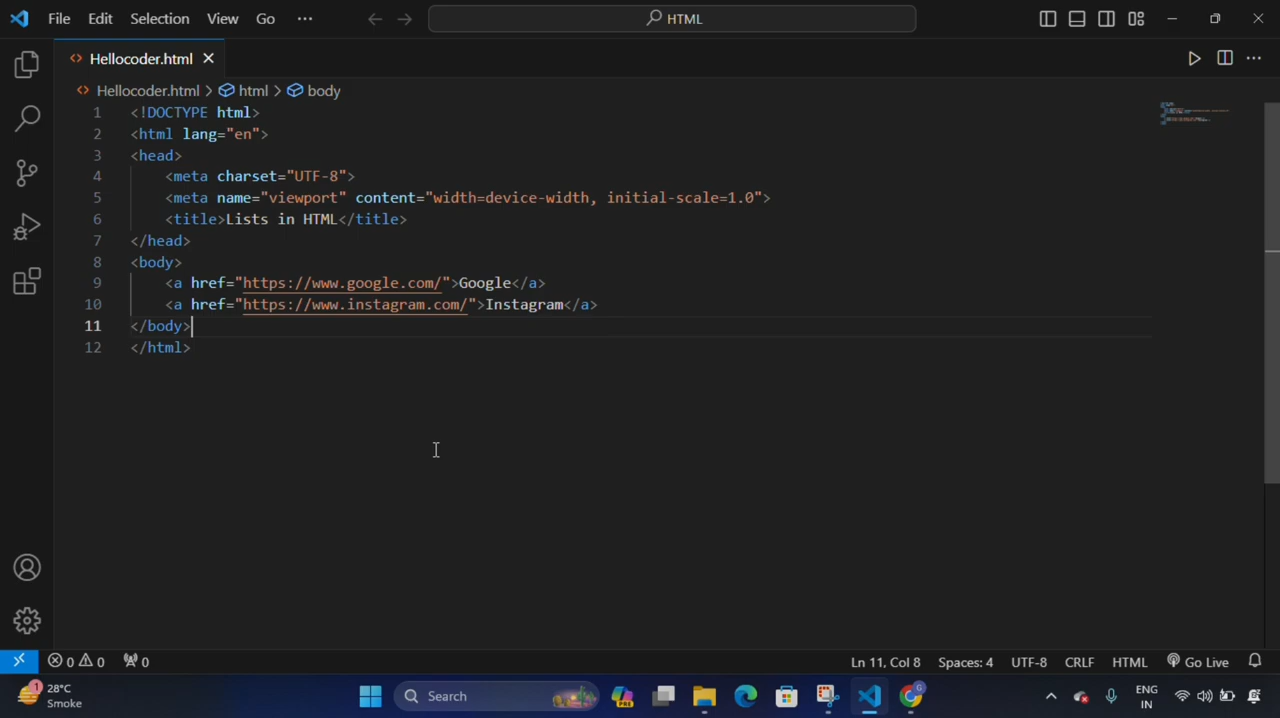 File Edit Selection View Go ··· HTML
Hellocoder.html
Hellocoder.html > html > body
1 <!DOCTYPE html>
2 <html lang="en">
3 <head>
4 <meta charset="UTF-8">
5 <meta name="viewport" content="width=device-width, initial-scale=1.0">
6 <title>Lists in HTML</title>
7 </head>
8 <body>
9 <a href="https://www.google.com/">Google</a>
10 <a href="https://www.instagram.com/">Instagram</a>
11 </body>
12 </html>
0 0 0 Ln 11, Col 8 Spaces: 4 UTF-8 CRLF HTML Go Live
1 28°C
Smoke
Search
PRE
G
ENG
IN